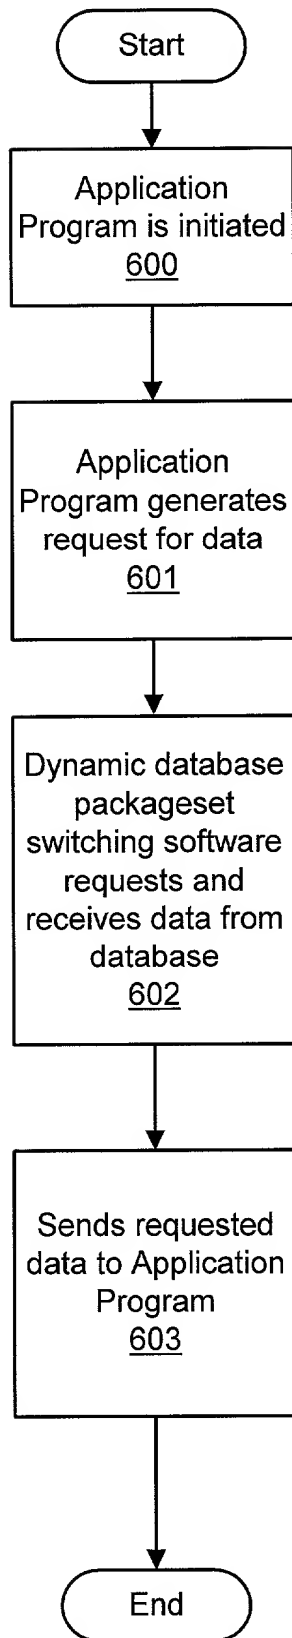 Start
Application
Program is initiated
600
Application
Program generates
request for data
601
Dynamic database
packageset
switching software
requests and
receives data from
database
602
Sends requested
data to Application
Program
603
End